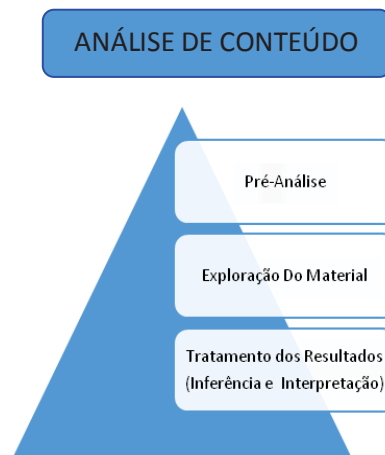 ANÁLISE DE CONTEÚDO
Pré-Análise
Exploração Do Material
Tratamento dos Resultados
(Inferência e Interpretação)